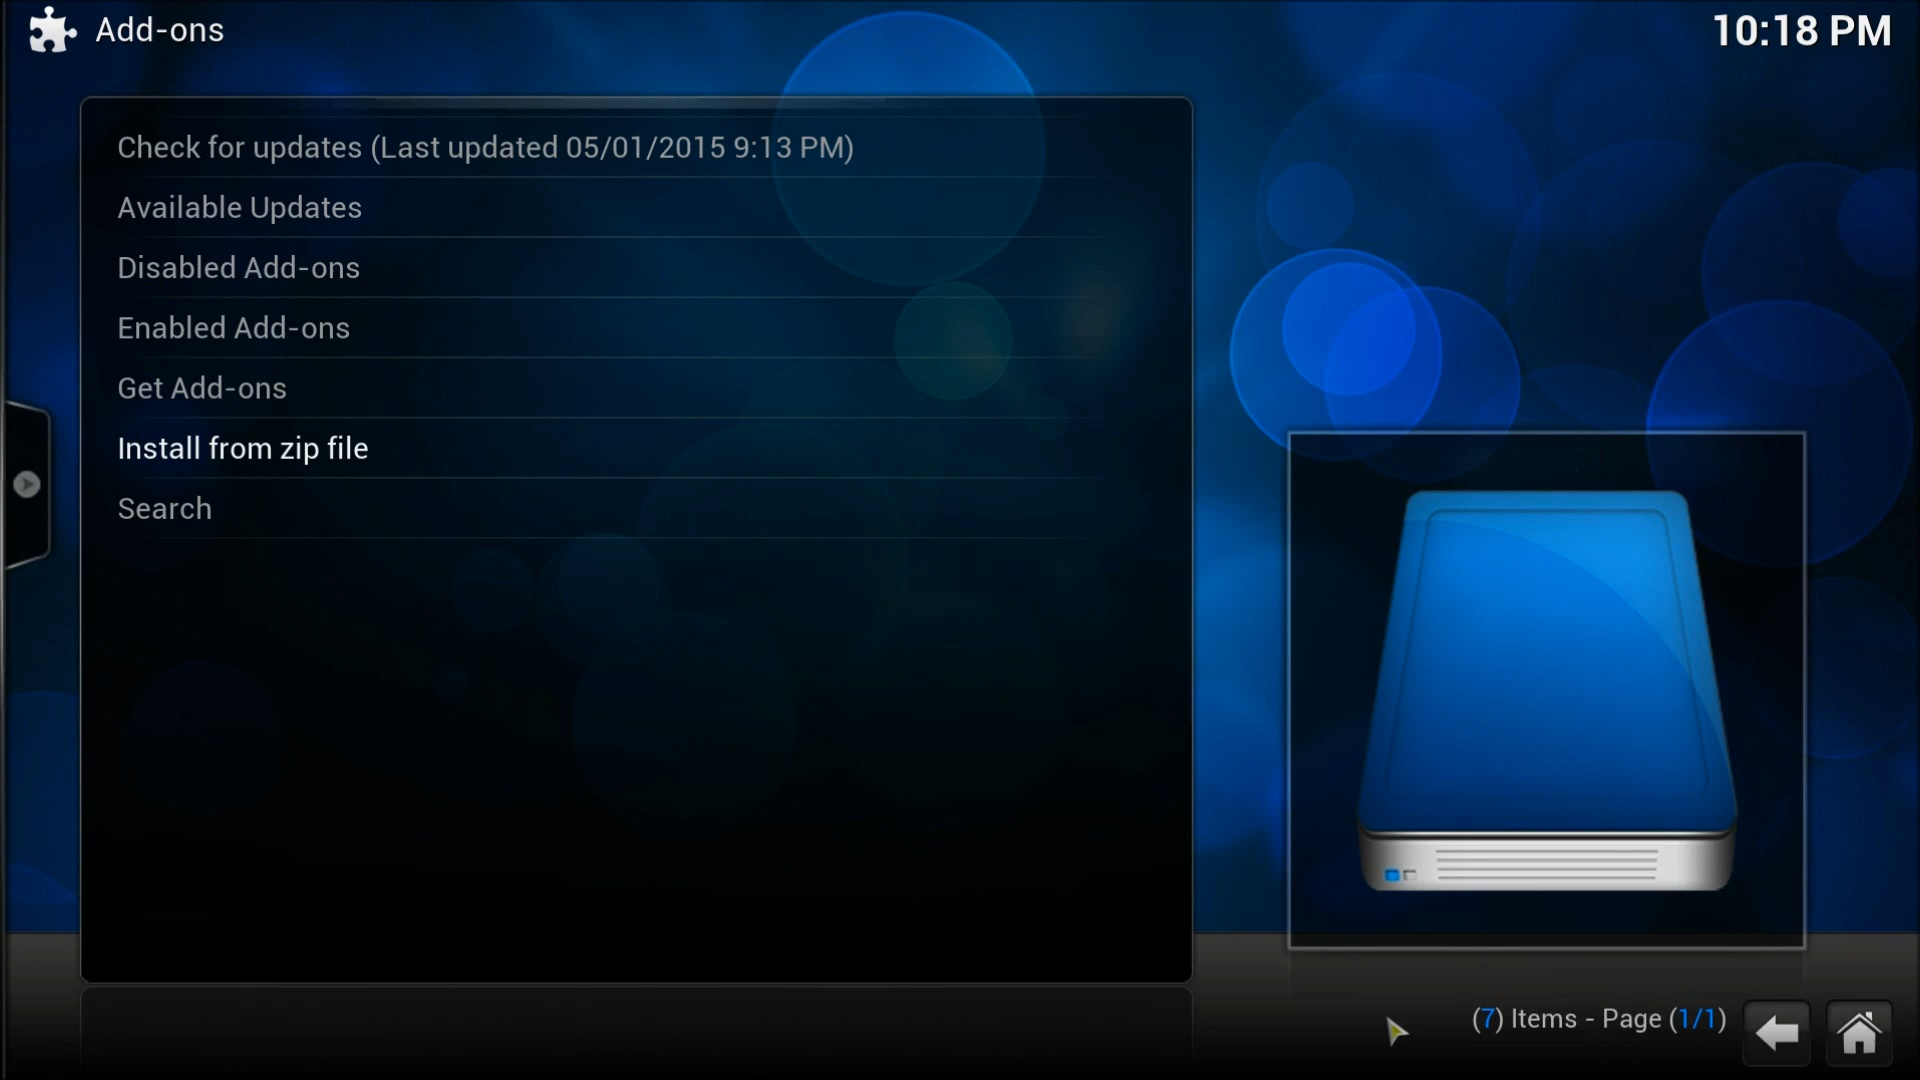 Add-ons
10:18 PM
Check for updates (Last updated 05/01/2015 9:13 PM)
Available Updates
Disabled Add-ons
Enabled Add-ons
Get Add-ons
Install from zip file
Search
(7) Items - Page (1/1)